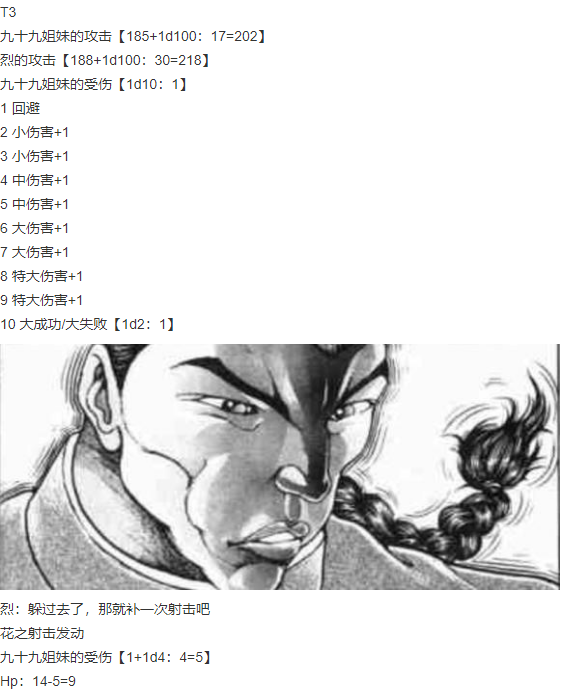 T3
九十九姐妹的攻击【185+1d100：17=202】
烈的攻击【188+1d100：30=218】
九十九姐妹的受伤【1d10：1】
1 回避
2 小伤害+1
3 小伤害+1
4 中伤害+1
5 中伤害+1
6 大伤害+1
7 大伤害+1
8 特大伤害+1
9 特大伤害+1
10 大成功/大失败【1d2：1】
烈：躲过去了，那就补一次射击吧
花之射击发动
九十九姐妹的受伤【1+1d4：4=5】
Hp：14-5=9